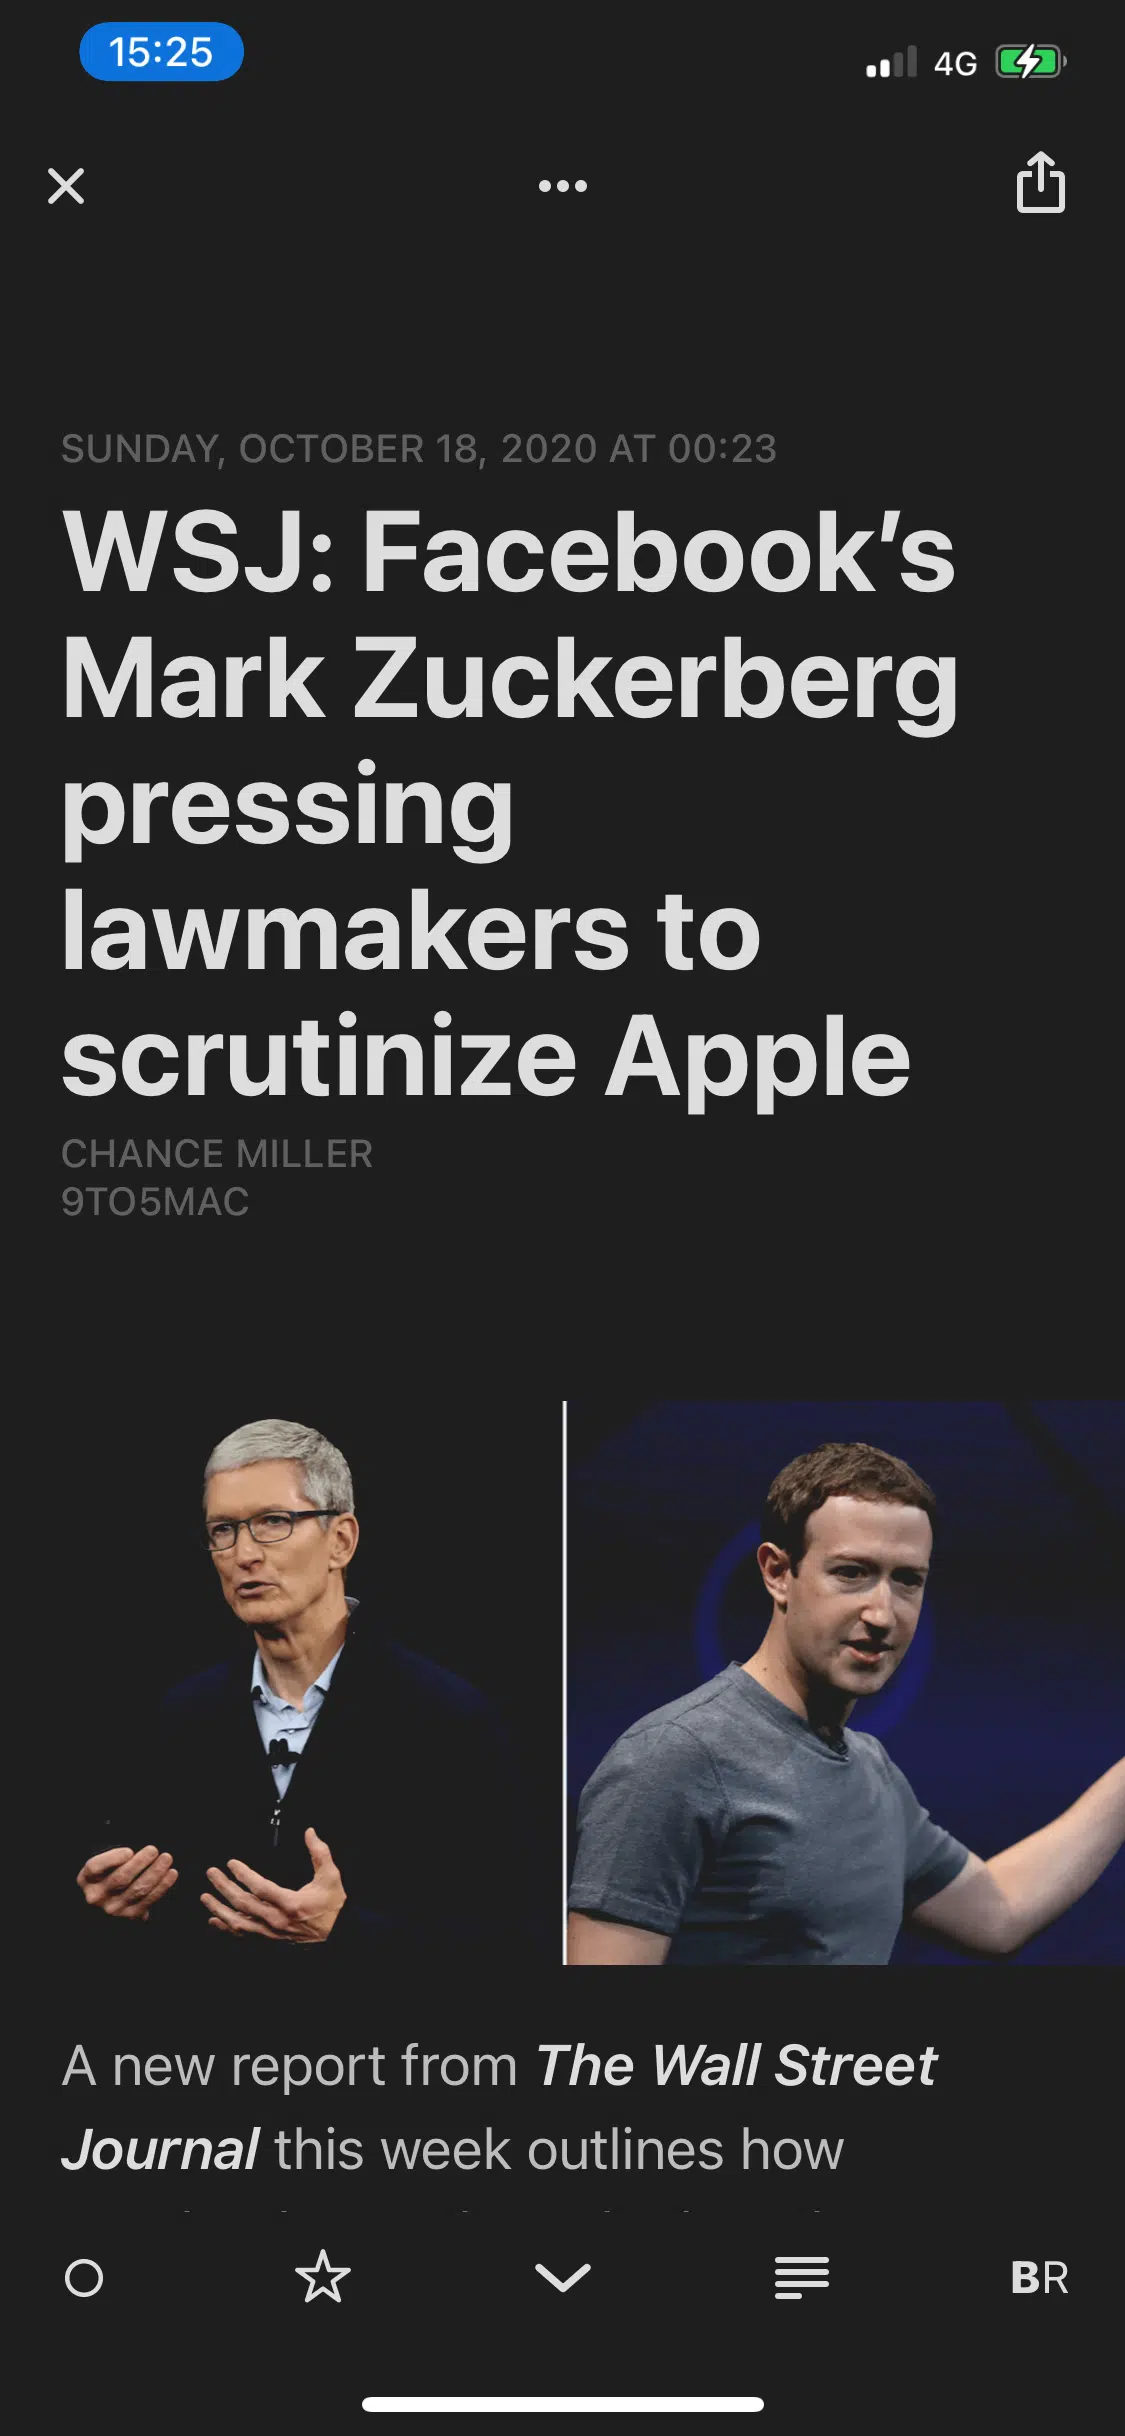 15:25
4G
SUNDAY, OCTOBER 18, 2020 AT 00:23
WSJ: Facebook’s
Mark Zuckerberg
pressing
lawmakers to
scrutinize Apple
CHANCE MILLER
9TO5MAC
A new report from The Wall Street
Journal this week outlines how
BR